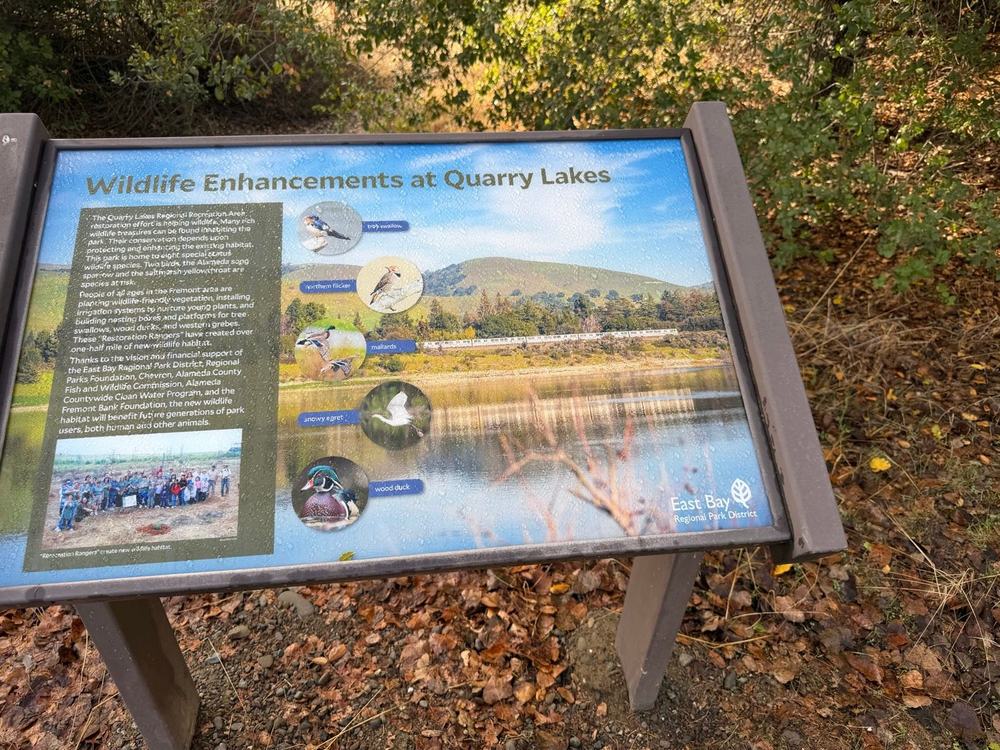 Wildlife Enhancements at Quarry Lakes
The Quarry Lakes Regional Recreation Area
restoration effort is helping wildlife. Many rich
wildlife treasures can be found inhabiting the
park. Their conservation depends upon
protecting and enhancing the existing habitat.
This park is home to eight special status
wildlife species. Two birds, the Alameda song
sparrow and the saltmarsh yellowthroat are
species at risk.
People of all ages in the Fremont area are
planting wildlife-friendly vegetation, installing
irrigation systems to nurture young plants, and
building nesting boxes and platforms for tree
swallows, wood ducks, and western grebes.
These "Restoration Rangers" have created over
one-half mile of new wildlife habitat.
Thanks to the vision and financial support of
the East Bay Regional Park District, Regional
Parks Foundation, Chevron, Alameda County
Fish and Wildlife Commission, Alameda
Countywide Clean Water Program, and the
Fremont Bank Foundation, the new wildlife
habitat will benefit future generations of park
users, both human and other animals.
"Restoration Rangers" create new wildlife habitat.
tree swallow
northern flicker
mallards
snowy egret
wood duck
East Bay
Regional Park District